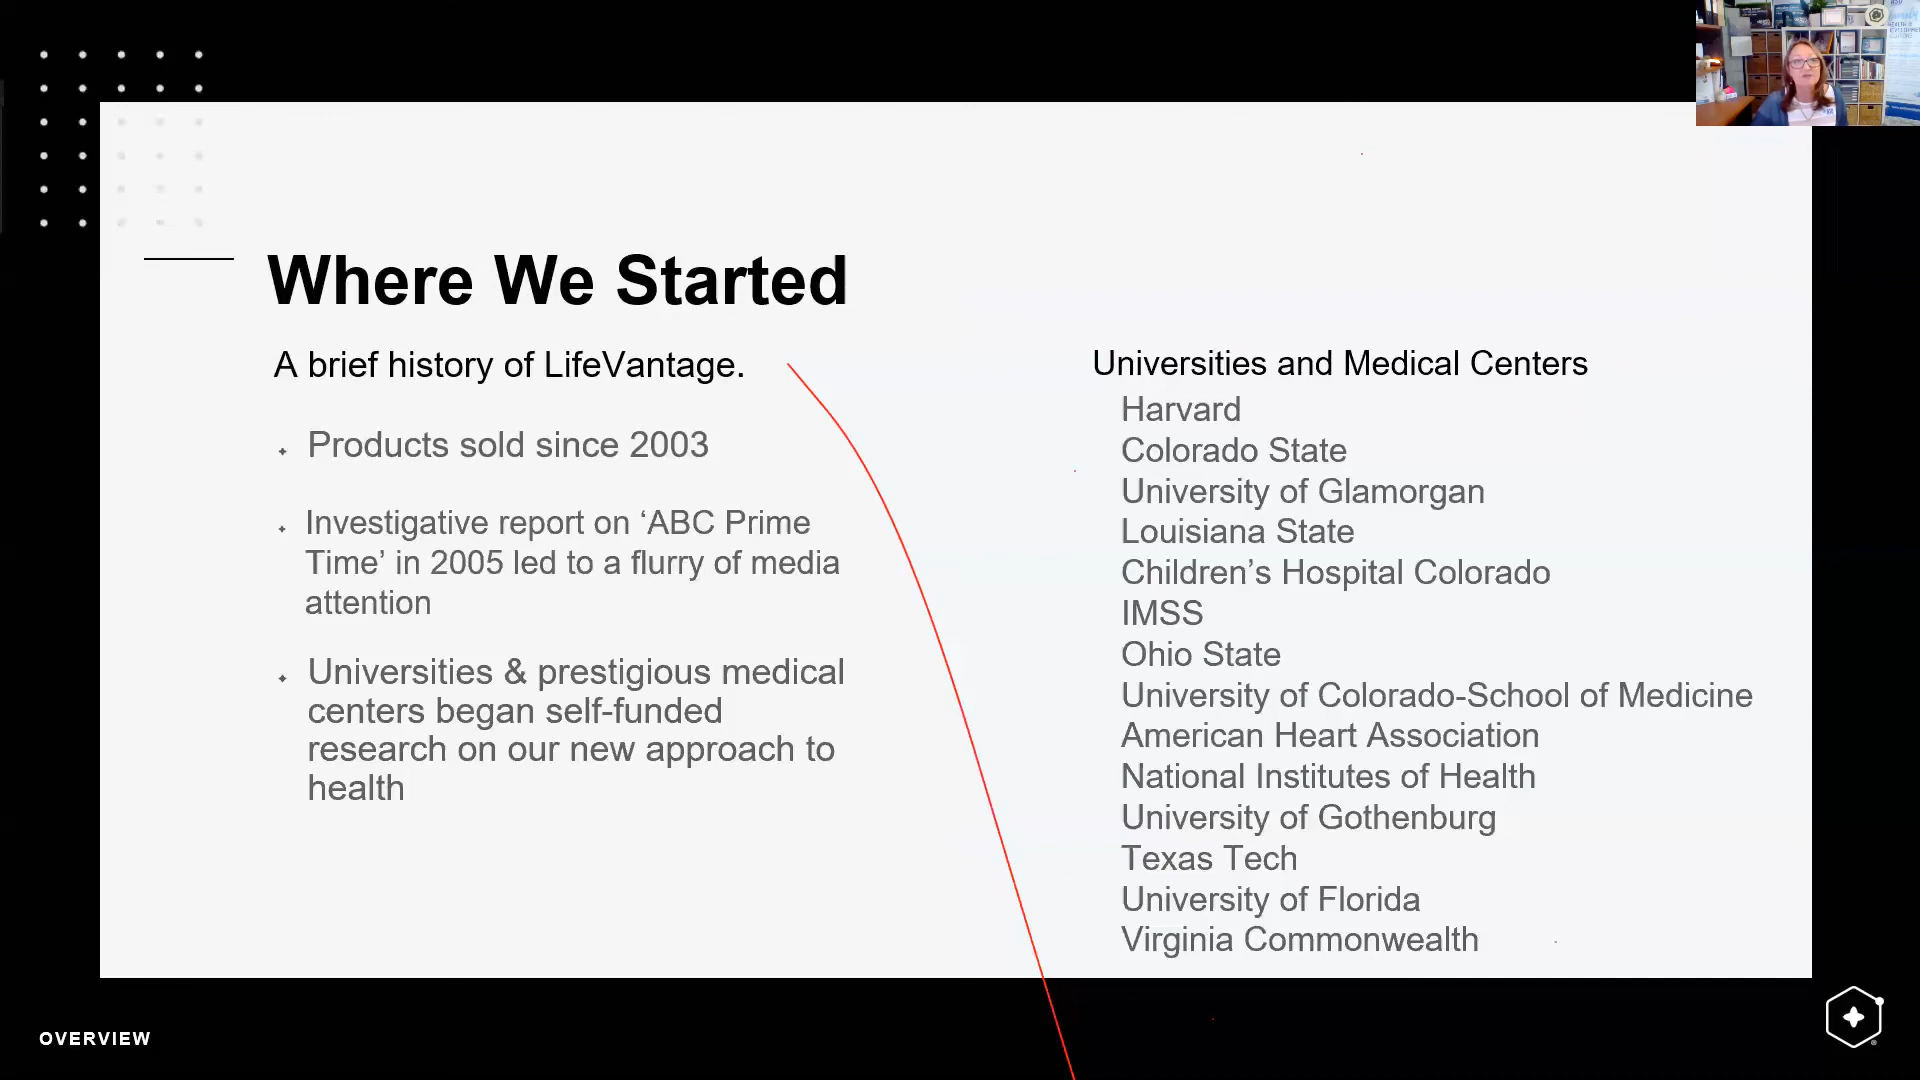 Where We Started
A brief history of LifeVantage.
Products sold since 2003
Investigative report on ‘ABC Prime
Time’ in 2005 led to a flurry of media
attention
Universities & prestigious medical
centers began self-funded
research on our new approach to
health
Universities and Medical Centers
Harvard
Colorado State
University of Glamorgan
Louisiana State
Children’s Hospital Colorado
IMSS
Ohio State
University of Colorado-School of Medicine
American Heart Association
National Institutes of Health
University of Gothenburg
Texas Tech
University of Florida
Virginia Commonwealth
OVERVIEW